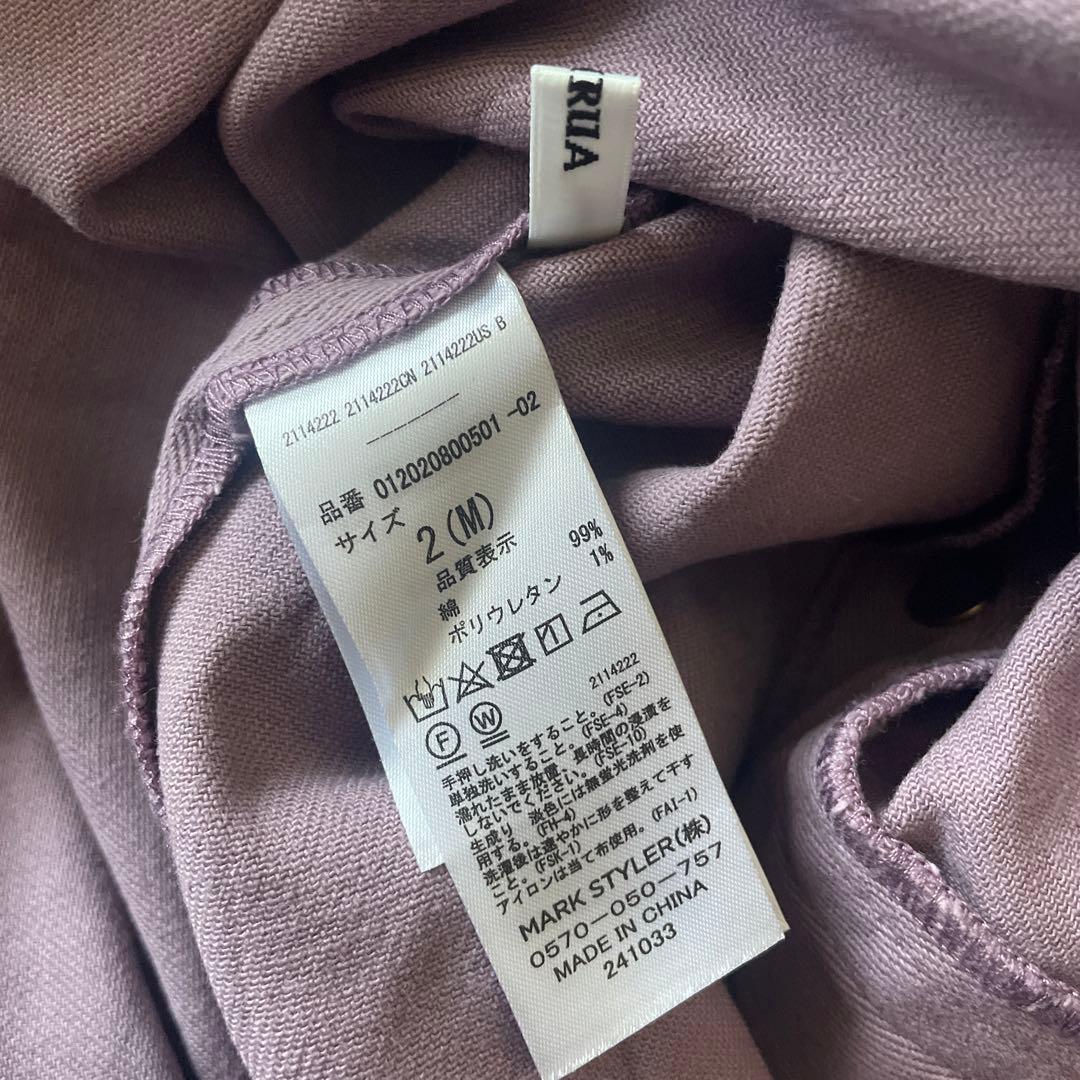 RUA
2114222 2114222CN 2114222US B
品番 012020800501 -02
サイズ
2(M)
品質表示
綿 99%
ポリウレタン 1%
F W
2114222
手押し洗いをすること。(FSE-2)
単独洗いすること。(FSE-4)
濡れたまま放置、長時間の浸漬を
しないでください。(FSE-10)
生成り、淡色には無蛍光洗剤を使
用する。(FH-4)
洗濯後は速やかに形を整えて干す
こと。(FSK-1)
アイロンは当て布使用。(FAI-1)
MARK STYLER(株)
0570-050-757
MADE IN CHINA
241033